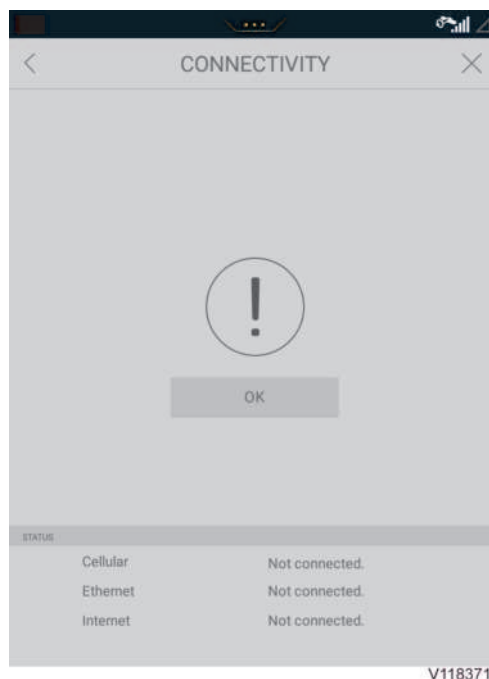 CONNECTIVITY
!
OK
STATUS
Cellular Not connected.
Ethernet Not connected.
Internet Not connected.
V118371